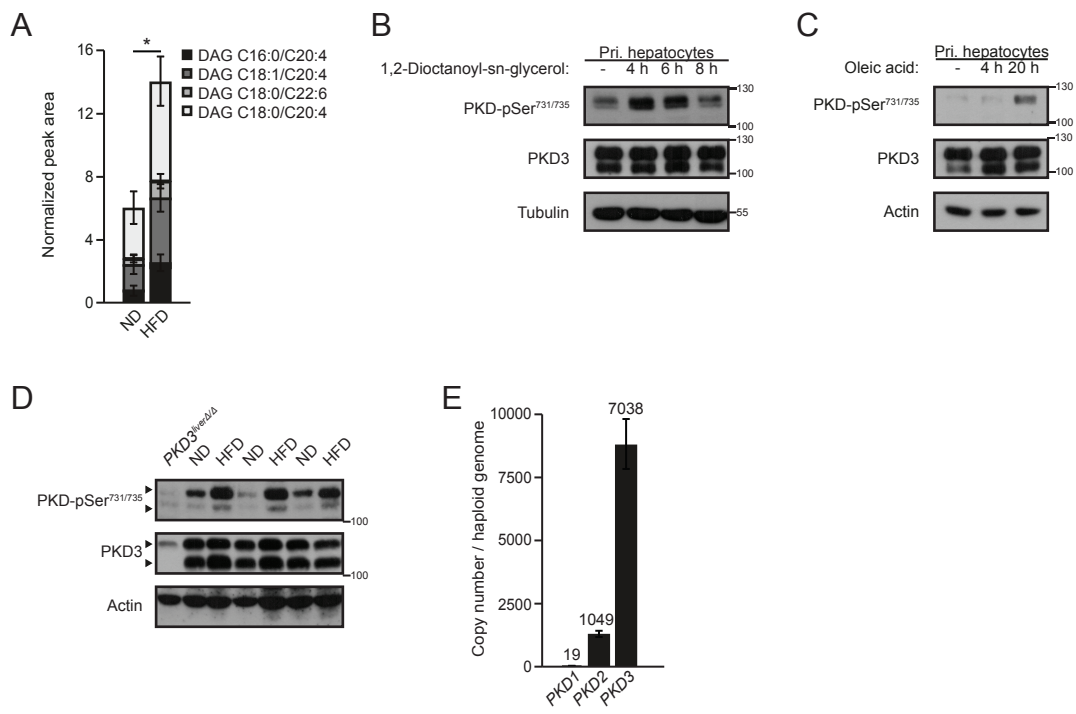 A
16
12
8
4
0
Normalized peak area
*
DAG C16:0/C20:4
DAG C18:1/C20:4
DAG C18:0/C22:6
DAG C18:0/C20:4
ND
HFD
B
Pri. hepatocytes
1,2-Dioctanoyl-sn-glycerol: - 4 h 6 h 8 h
PKD-pSer731/735
130
100
PKD3
130
100
Tubulin
55
C
Pri. hepatocytes
Oleic acid: - 4 h 20 h
PKD-pSer731/735
130
100
PKD3
130
100
Actin
D
PKD3liverΔ/Δ ND HFD ND HFD ND HFD
PKD-pSer731/735
100
PKD3
100
Actin
E
10000
7500
5000
2500
0
Copy number / haploid genome
19
1049
7038
PKD1
PKD2
PKD3